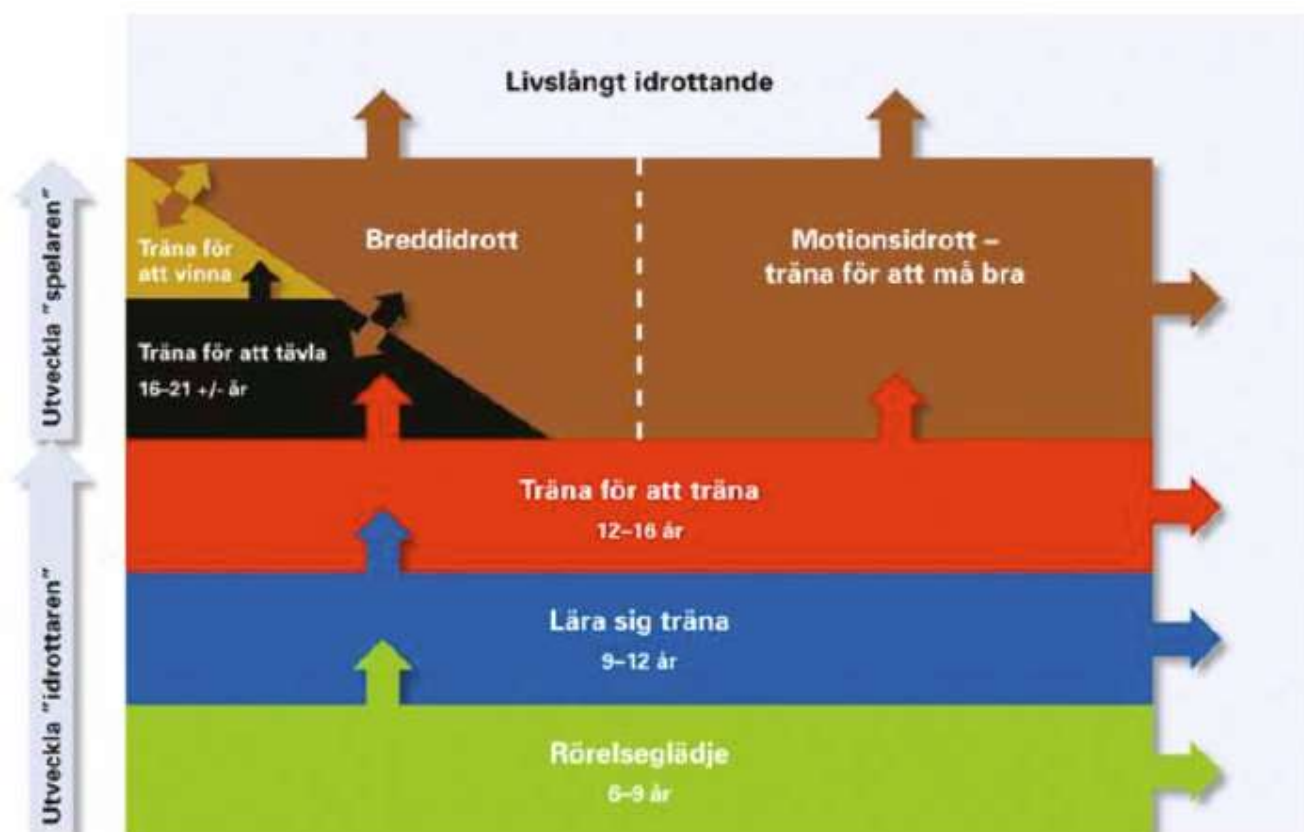 Livslångt idrottande
Utveckla "spelaren"
Träna för
att vinna
Breddidrott
Motionsidrott –
träna för att må bra
Träna för att tävla
16–21 +/- år
Träna för att träna
12–16 år
Utveckla "idrottaren"
Lära sig träna
9–12 år
Rörelseglädje
6–9 år